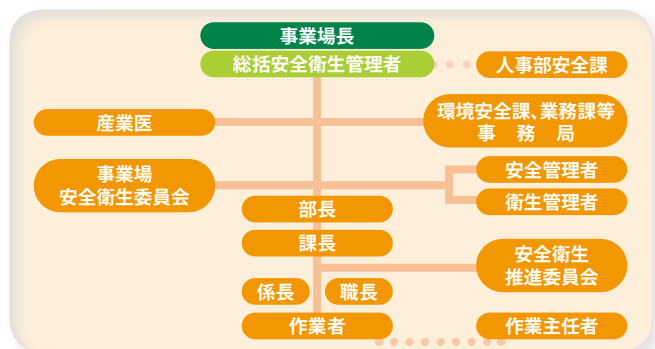 事業場長
総括安全衛生管理者
人事部安全課
産業医
環境安全課、業務課等
事　務　局
事業場
安全衛生委員会
安全管理者
衛生管理者
部長
課長
安全衛生
推進委員会
係長
職長
作業者
作業主任者